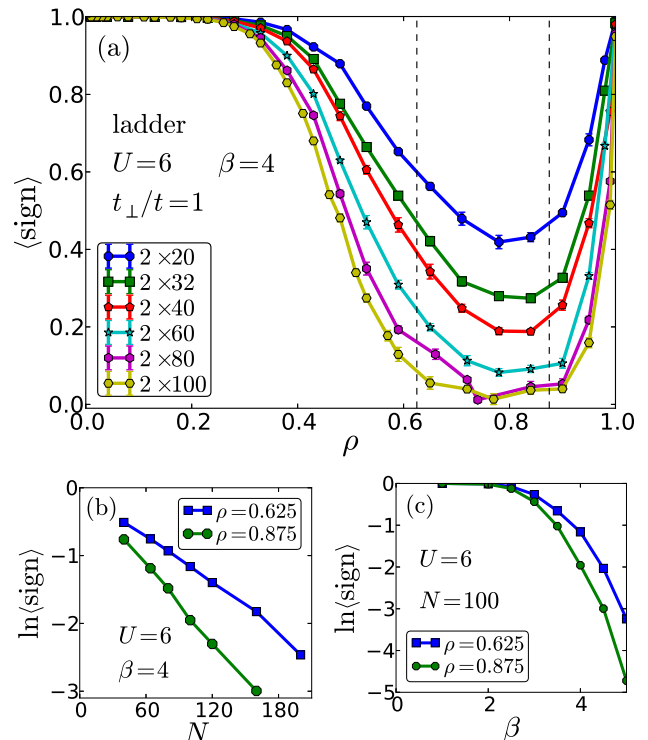 (a)
ladder
U=6 β=4
t⊥/t=1
2×20
2×32
2×40
2×60
2×80
2×100
⟨sign⟩
1.0
0.8
0.6
0.4
0.2
0.0
0.0 0.2 0.4 0.6 0.8 1.0
ρ
(b)
ρ=0.625
ρ=0.875
U=6
β=4
ln⟨sign⟩
0
−1
−2
−3
0 60 120 180
N
(c)
U=6
N=100
ρ=0.625
ρ=0.875
ln⟨sign⟩
0
−1
−2
−3
−4
−5
0 2 4
β